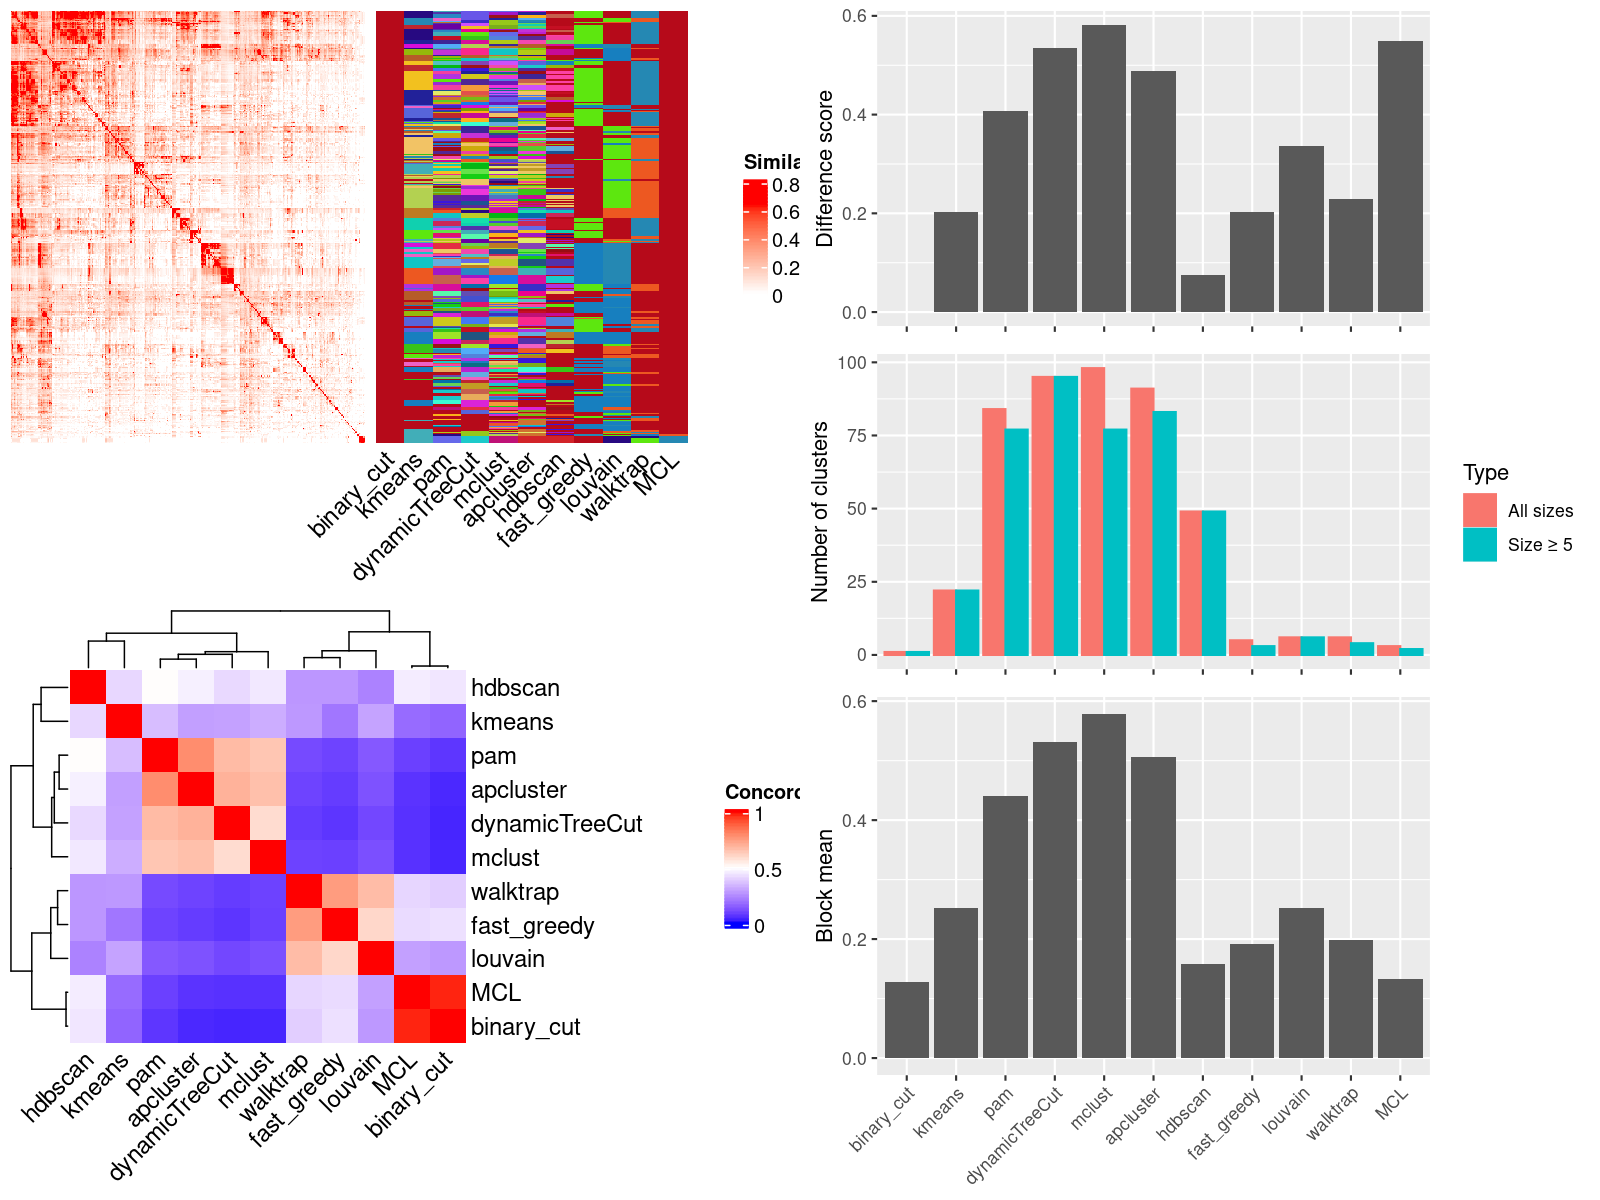 Simila
0.8
0.6
0.4
0.2
0
binary_cut
kmeans
pam
dynamicTreeCut
mclust
apcluster
hdbscan
fast_greedy
louvain
walktrap
MCL
Difference score
0.6
0.4
0.2
0.0
Number of clusters
100
75
50
25
0
Type
All sizes
Size ≥ 5
Block mean
0.6
0.4
0.2
0.0
binary_cut
kmeans
pam
dynamicTreeCut
mclust
apcluster
hdbscan
fast_greedy
louvain
walktrap
MCL
hdbscan
kmeans
pam
apcluster
dynamicTreeCut
mclust
walktrap
fast_greedy
louvain
MCL
binary_cut
Concord
1
0.5
0
hdbscan
kmeans
pam
apcluster
dynamicTreeCut
mclust
walktrap
fast_greedy
louvain
MCL
binary_cut